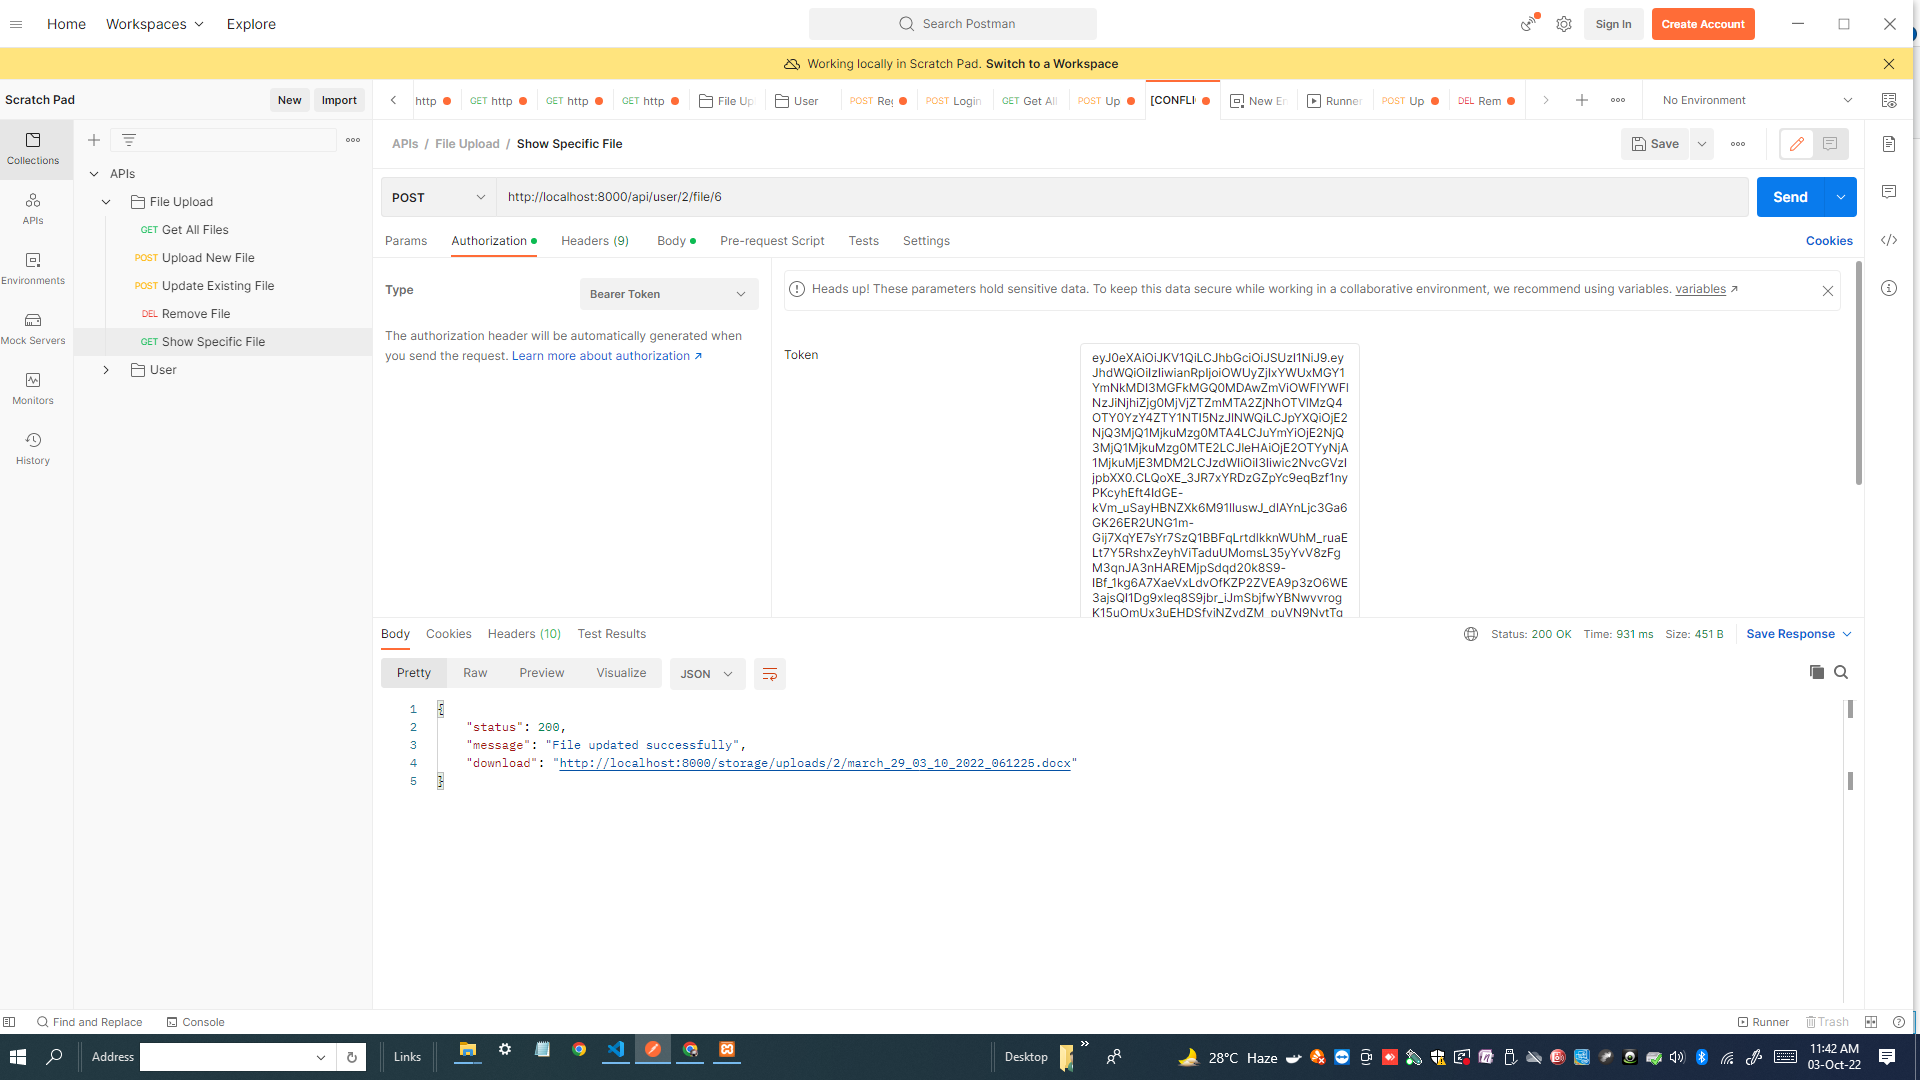 Home Workspaces Explore Search Postman Sign In Create Account
Working locally in Scratch Pad. Switch to a Workspace
Scratch Pad New Import
http GET http GET http GET http File Up User POST Reg POST Login GET Get All POST Up [CONFLI New En Runner POST Up DEL Rem No Environment
Collections
APIs
Environments
Mock Servers
Monitors
History
APIs
File Upload
GET Get All Files
POST Upload New File
POST Update Existing File
DEL Remove File
GET Show Specific File
User
APIs / File Upload / Show Specific File Save
POST http://localhost:8000/api/user/2/file/6 Send
Params Authorization Headers (9) Body Pre-request Script Tests Settings Cookies
Type Bearer Token
The authorization header will be automatically generated when
you send the request. Learn more about authorization ↗
Heads up! These parameters hold sensitive data. To keep this data secure while working in a collaborative environment, we recommend using variables. variables ↗
Token
Body Cookies Headers (10) Test Results Status: 200 OK Time: 931 ms Size: 451 B Save Response
Pretty Raw Preview Visualize JSON
1 {
2 "status": 200,
3 "message": "File updated successfully",
4 "download": "http://localhost:8000/storage/uploads/2/march_29_03_10_2022_061225.docx"
5 }
Find and Replace Console Runner Trash
Address Links Desktop 28°C Haze 11:42 AM
03-Oct-22